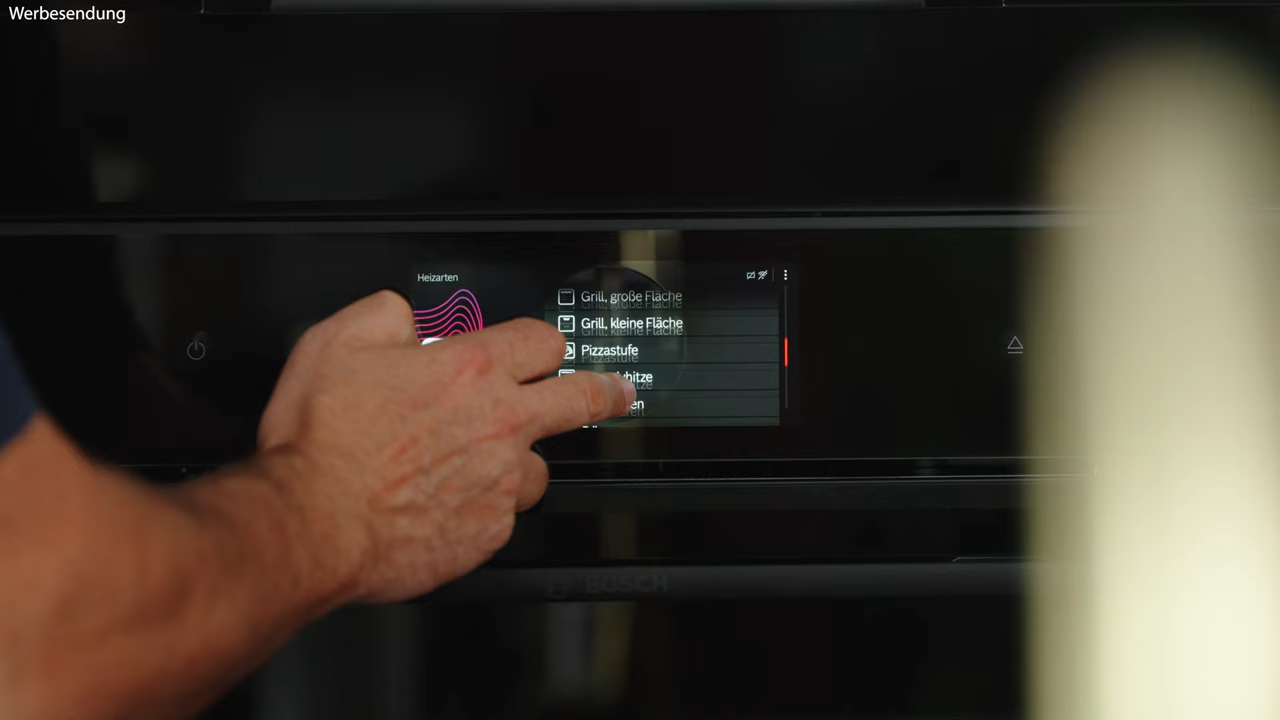 Werbesendung
Heizarten
Grill, große Fläche
Grill, kleine Fläche
Pizzastufe
BOSCH